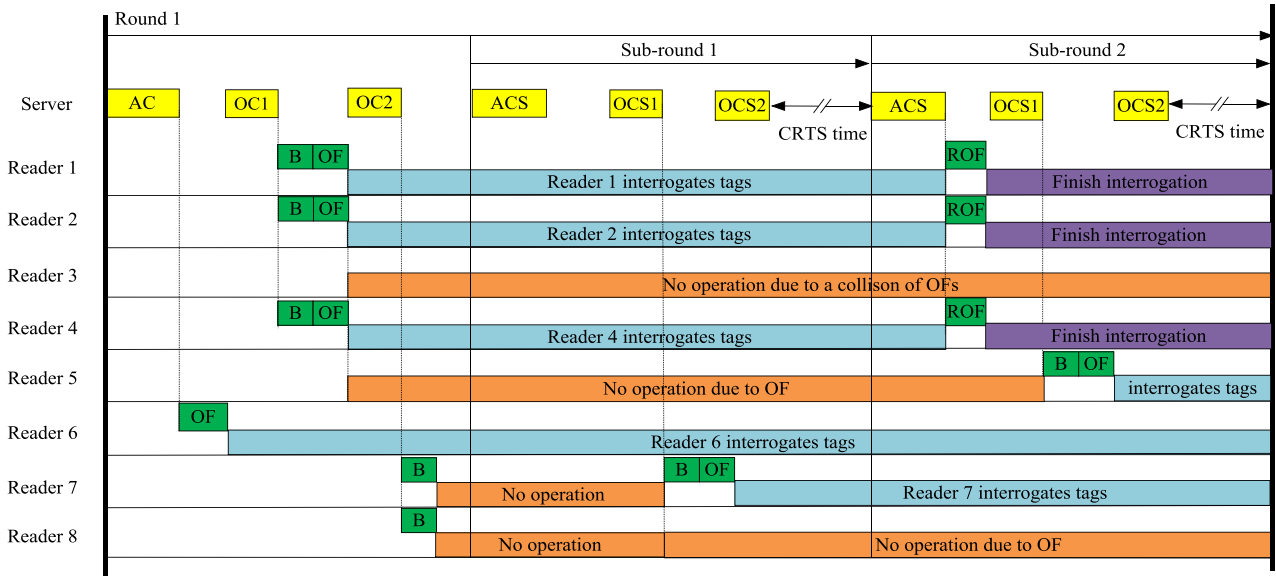 Round 1
Sub-round 1 Sub-round 2
Server AC OC1 OC2 ACS OCS1 OCS2 ACS OCS1 OCS2
CRTS time CRTS time
Reader 1 B OF ROF
Reader 1 interrogates tags Finish interrogation
Reader 2 B OF ROF
Reader 2 interrogates tags Finish interrogation
Reader 3
No operation due to a collison of OFs
Reader 4 B OF ROF
Reader 4 interrogates tags Finish interrogation
Reader 5 B OF
No operation due to OF interrogates tags
Reader 6 OF
Reader 6 interrogates tags
Reader 7 B B OF
No operation Reader 7 interrogates tags
Reader 8 B
No operation No operation due to OF